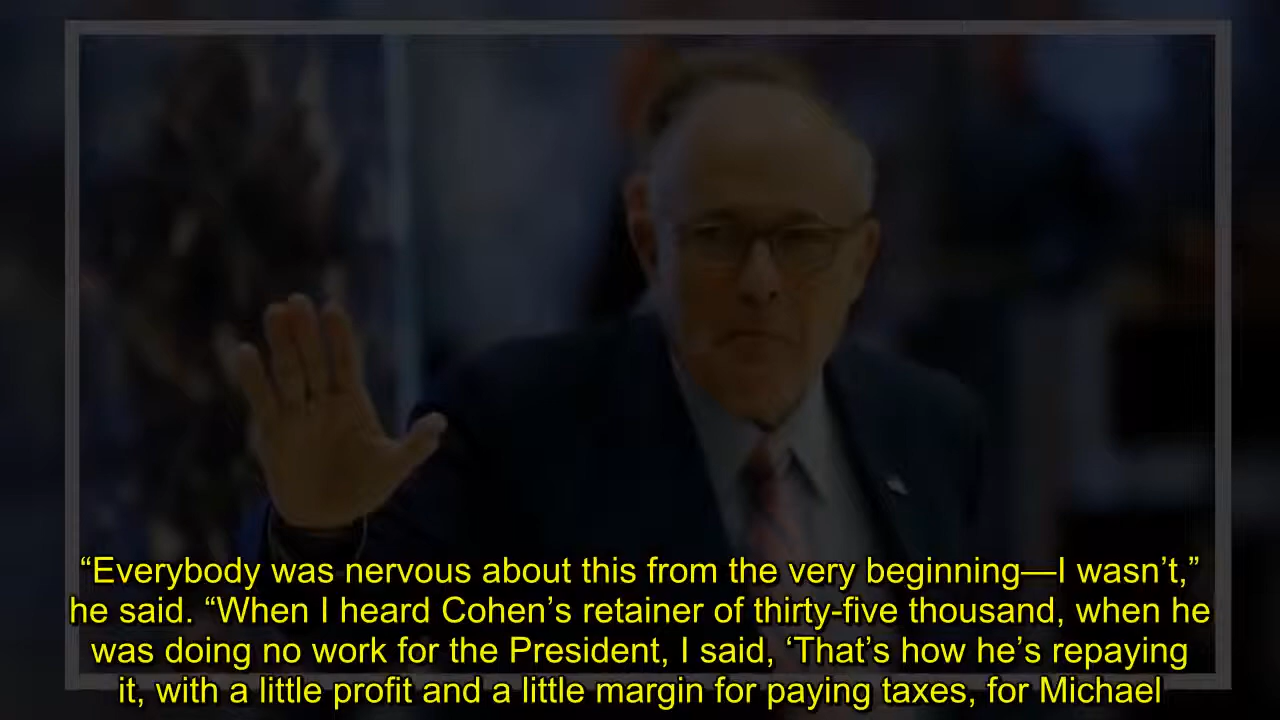 “Everybody was nervous about this from the very beginning—I wasn’t,”
he said. “When I heard Cohen’s retainer of thirty-five thousand, when he
was doing no work for the President, I said, ‘That’s how he’s repaying
it, with a little profit and a little margin for paying taxes, for Michael